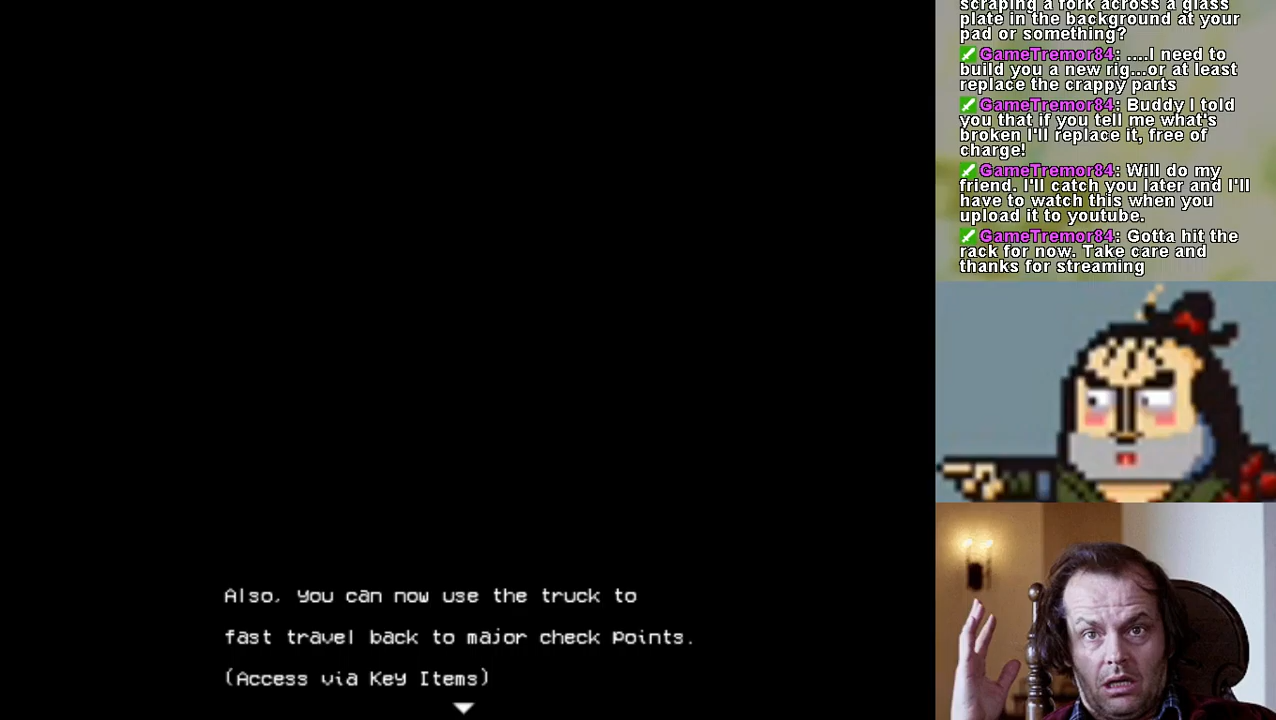 scraping a fork across a glass
plate in the background at your
pad or something?
GameTremor84: ....I need to
build you a new rig...or at least
replace the crappy parts
GameTremor84: Buddy I told
you that if you tell me what's
broken I'll replace it, free of
charge!
GameTremor84: Will do my
friend. I'll catch you later and I'll
have to watch this when you
upload it to youtube.
GameTremor84: Gotta hit the
rack for now. Take care and
thanks for streaming
Also, you can now use the truck to
fast travel back to major check points.
(Access via Key Items)